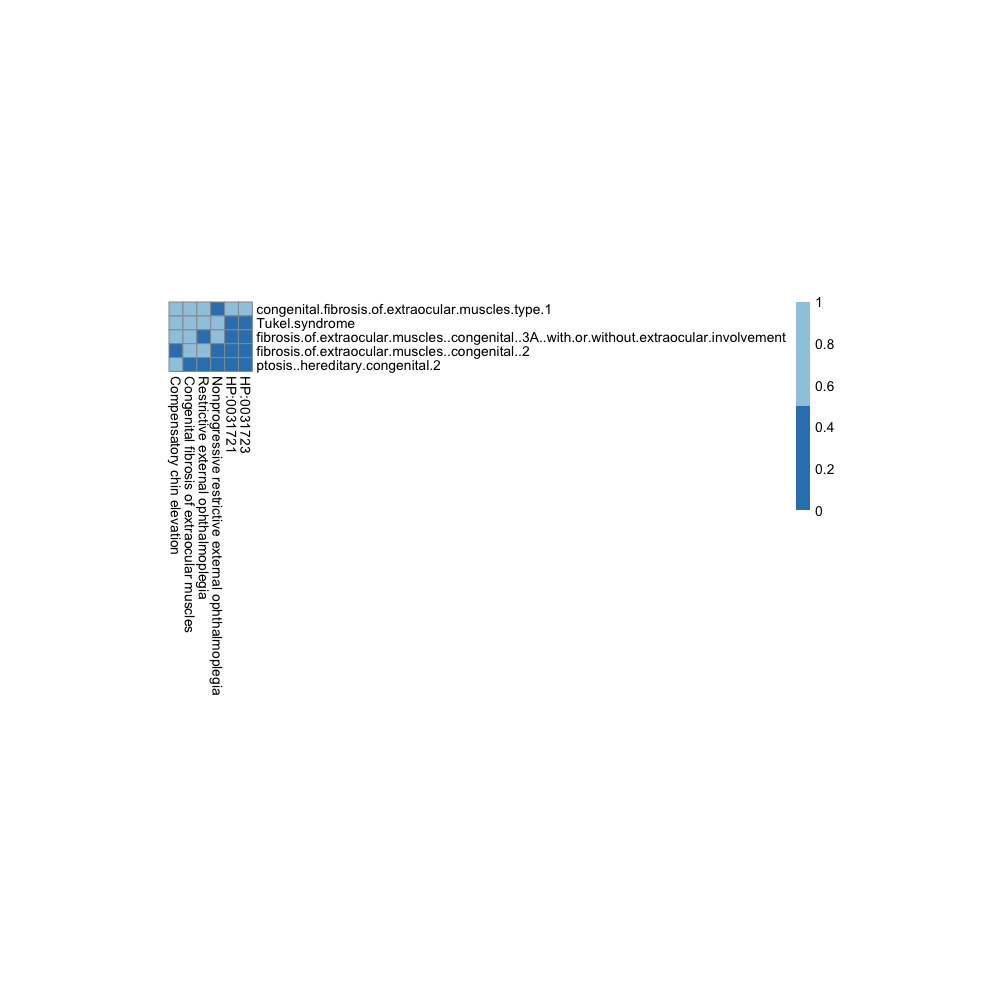 congenital.fibrosis.of.extraocular.muscles.type.1
Tukel.syndrome
fibrosis.of.extraocular.muscles..congenital..3A..with.or.without.extraocular.involvement
fibrosis.of.extraocular.muscles..congenital..2
ptosis..hereditary.congenital.2
Compensatory chin elevation
Congenital fibrosis of extraocular muscles
Restrictive external ophthalmoplegia
Nonprogressive restrictive external ophthalmoplegia
HP:0031721
HP:0031723
1
0.8
0.6
0.4
0.2
0